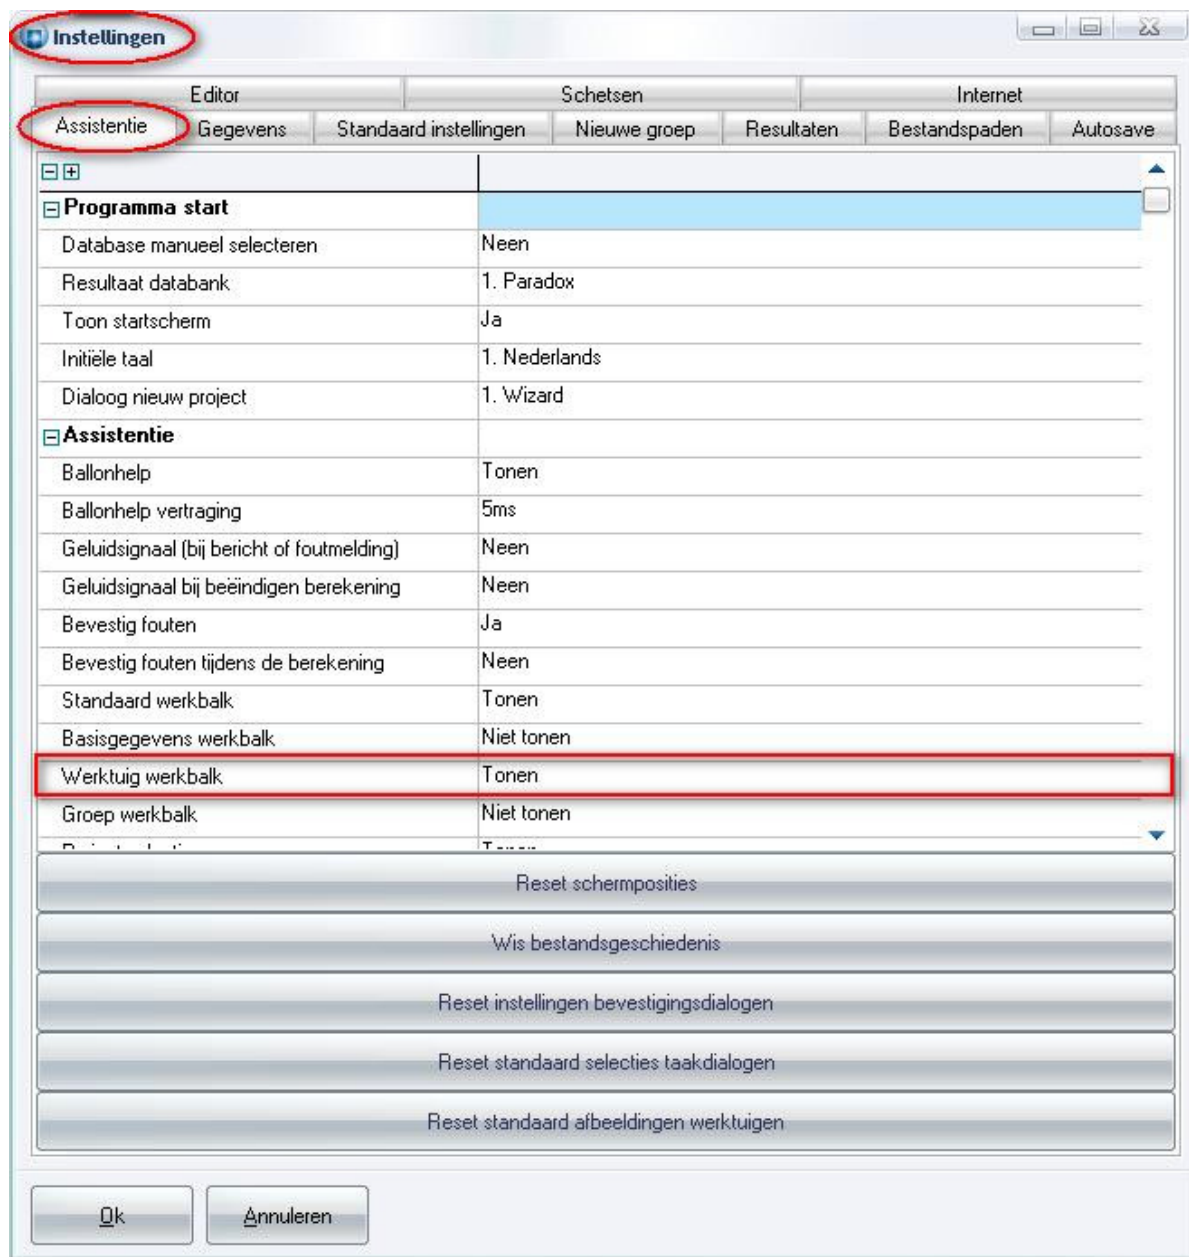 Instellingen
Editor Schetsen Internet
Assistentie Gegevens Standaard instellingen Nieuwe groep Resultaten Bestandspaden Autosave
Programma start
Database manueel selecteren Neen
Resultaat databank 1. Paradox
Toon startscherm Ja
Initiële taal 1. Nederlands
Dialoog nieuw project 1. Wizard
Assistentie
Ballonhelp Tonen
Ballonhelp vertraging 5ms
Geluidsignaal (bij bericht of foutmelding) Neen
Geluidsignaal bij beëindigen berekening Neen
Bevestig fouten Ja
Bevestig fouten tijdens de berekening Neen
Standaard werkbalk Tonen
Basisgegevens werkbalk Niet tonen
Werktuig werkbalk Tonen
Groep werkbalk Niet tonen
Reset schermposities
Wis bestandsgeschiedenis
Reset instellingen bevestigingsdialogen
Reset standaard selecties taakdialogen
Reset standaard afbeeldingen werktuigen
Ok Annuleren